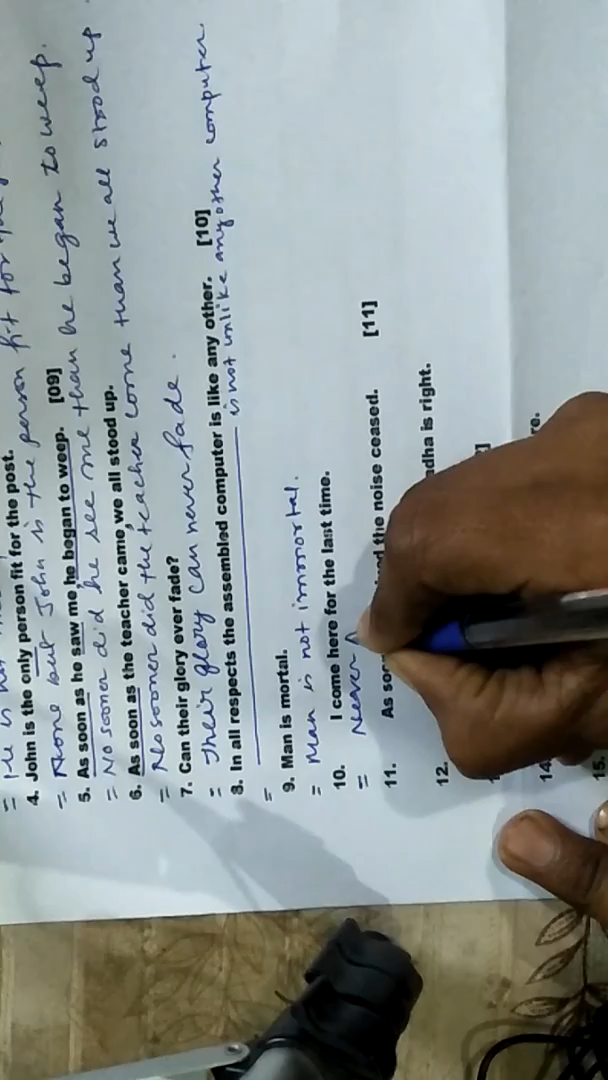 4. John is the only person fit for the post.
= None but John is the person fit for
5. As soon as he saw me, he began to weep. [09]
= No sooner did he see me than he began to weep.
6. As soon as the teacher came, we all stood up.
= No sooner did the teacher come than we all stood up.
7. Can their glory ever fade?
= Their glory can never fade.
8. In all respects the assembled computer is like any other. [10]
= is not unlike any other computer.
9. Man is mortal.
= Man is not immortal.
10. I come here for the last time.
= Never
11. As soon the noise ceased. [11]
12. is right.
14.
15.